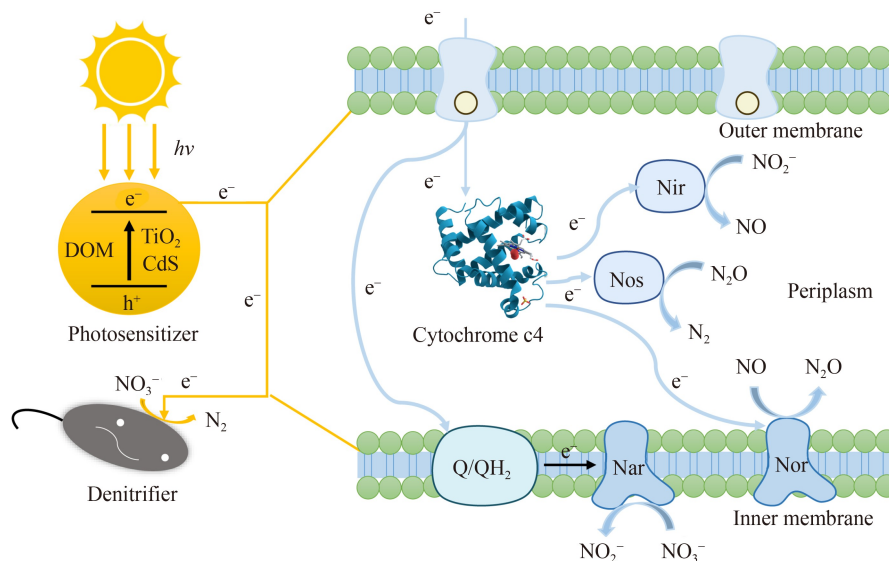 hv
e⁻
DOM
TiO₂
CdS
h⁺
Photosensitizer
e⁻
e⁻
NO₃⁻
e⁻
N₂
Denitrifier
e⁻
Outer membrane
e⁻
e⁻
Nir
NO₂⁻
NO
e⁻
Cytochrome c4
e⁻
Nos
N₂O
N₂
Periplasm
e⁻
NO
N₂O
Q/QH₂
e⁻
Nar
Nor
NO₂⁻
NO₃⁻
Inner membrane